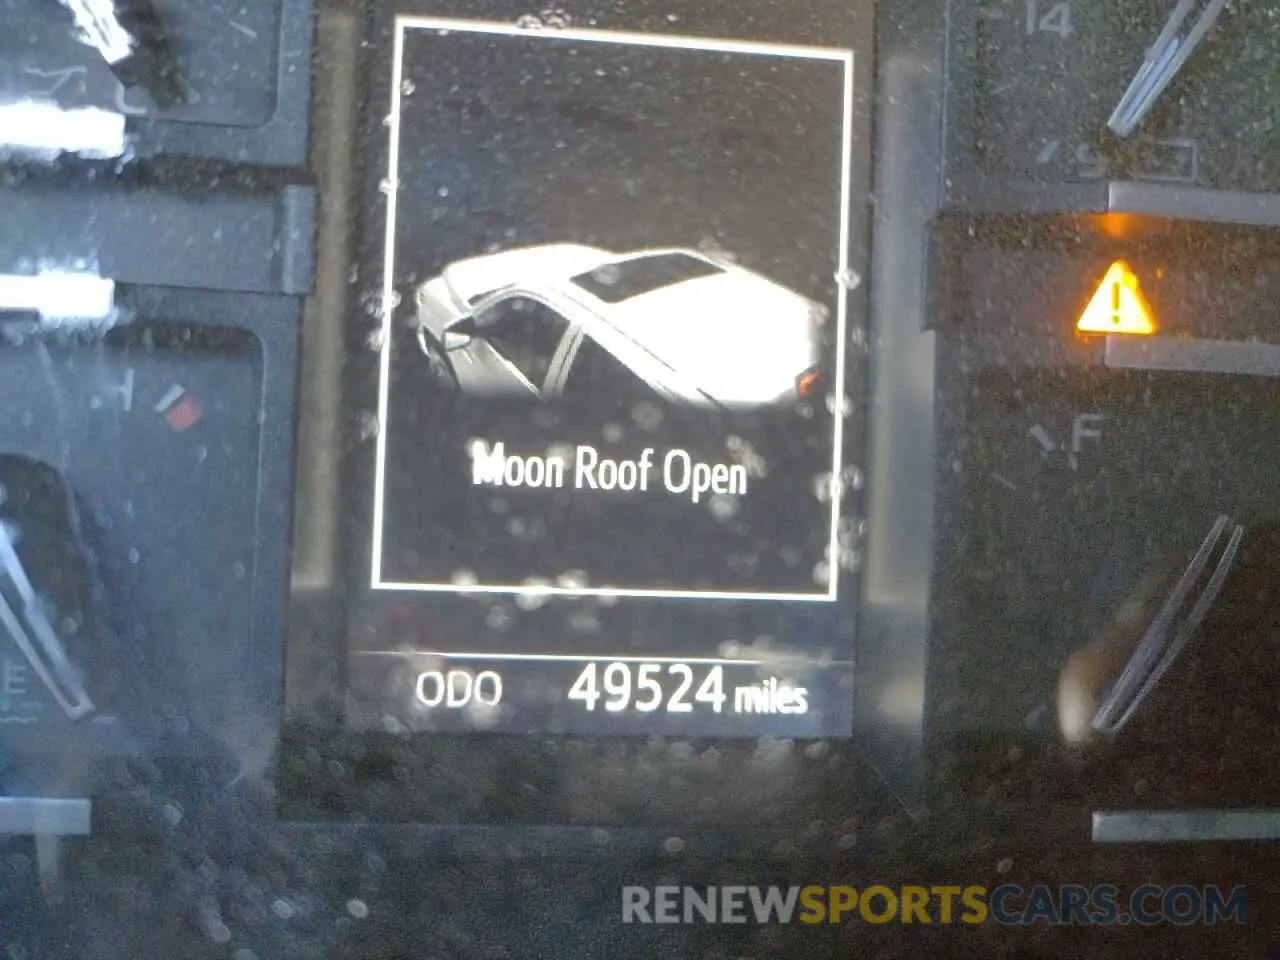 14
H
Moon Roof Open
F
E
ODO 49524 miles
RENEWSPORTSCARS.COM